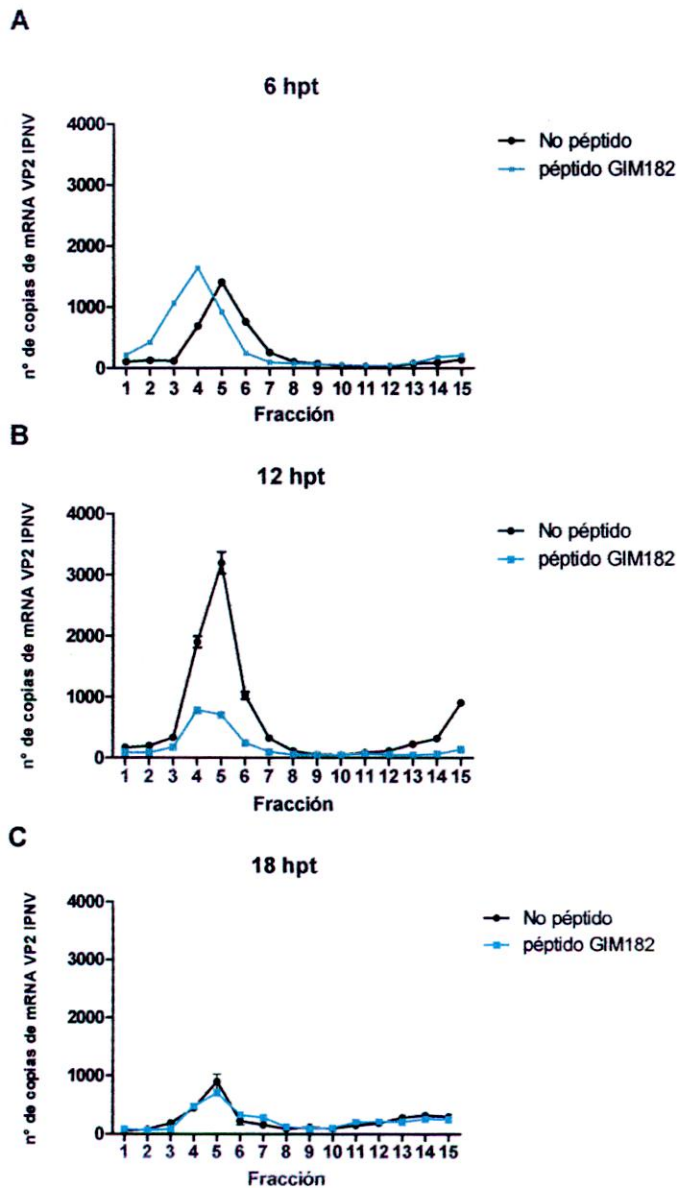 A
6 hpt
n° de copias de mRNA VP2 IPNV
4000
3000
2000
1000
0
1 2 3 4 5 6 7 8 9 10 11 12 13 14 15
Fracción
No péptido
péptido GIM182
B
12 hpt
n° de copias de mRNA VP2 IPNV
4000
3000
2000
1000
0
1 2 3 4 5 6 7 8 9 10 11 12 13 14 15
Fracción
No péptido
péptido GIM182
C
18 hpt
n° de copias de mRNA VP2 IPNV
4000
3000
2000
1000
0
1 2 3 4 5 6 7 8 9 10 11 12 13 14 15
Fracción
No péptido
péptido GIM182